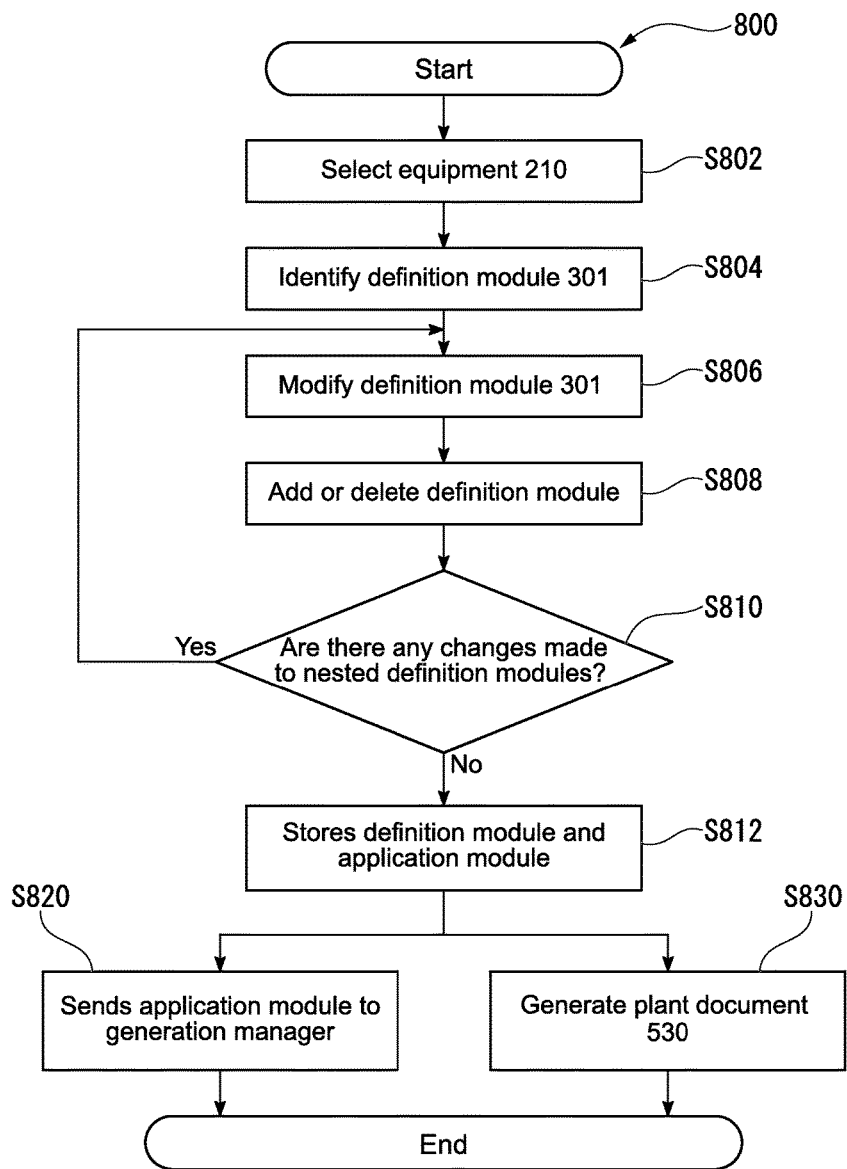 800
Start
Select equipment 210
S802
Identify definition module 301
S804
Modify definition module 301
S806
Add or delete definition module
S808
S810
Yes
Are there any changes made
to nested definition modules?
No
Stores definition module and
application module
S812
S820
S830
Sends application module to
generation manager
Generate plant document
530
End